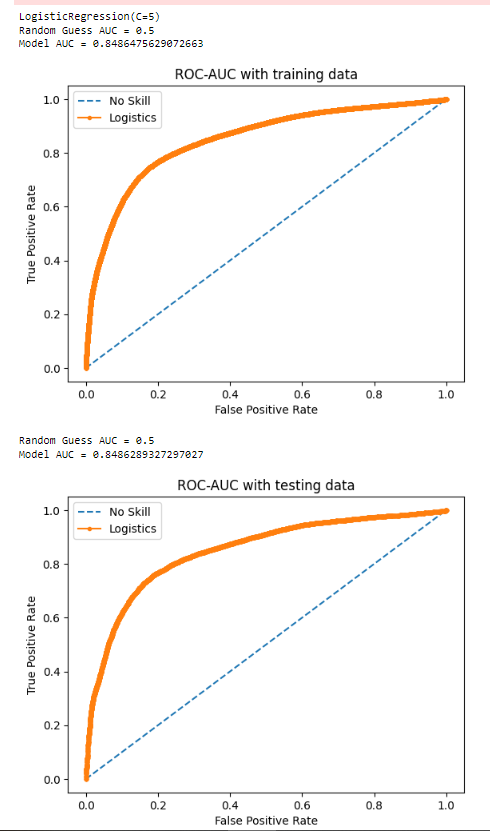 LogisticRegression(C=5)
Random Guess AUC = 0.5
Model AUC = 0.8486475629072663
ROC-AUC with training data
No Skill
Logistics
1.0
0.8
0.6
0.4
0.2
0.0
True Positive Rate
0.0 0.2 0.4 0.6 0.8 1.0
False Positive Rate
Random Guess AUC = 0.5
Model AUC = 0.8486289327297027
ROC-AUC with testing data
No Skill
Logistics
1.0
0.8
0.6
0.4
0.2
0.0
True Positive Rate
0.0 0.2 0.4 0.6 0.8 1.0
False Positive Rate